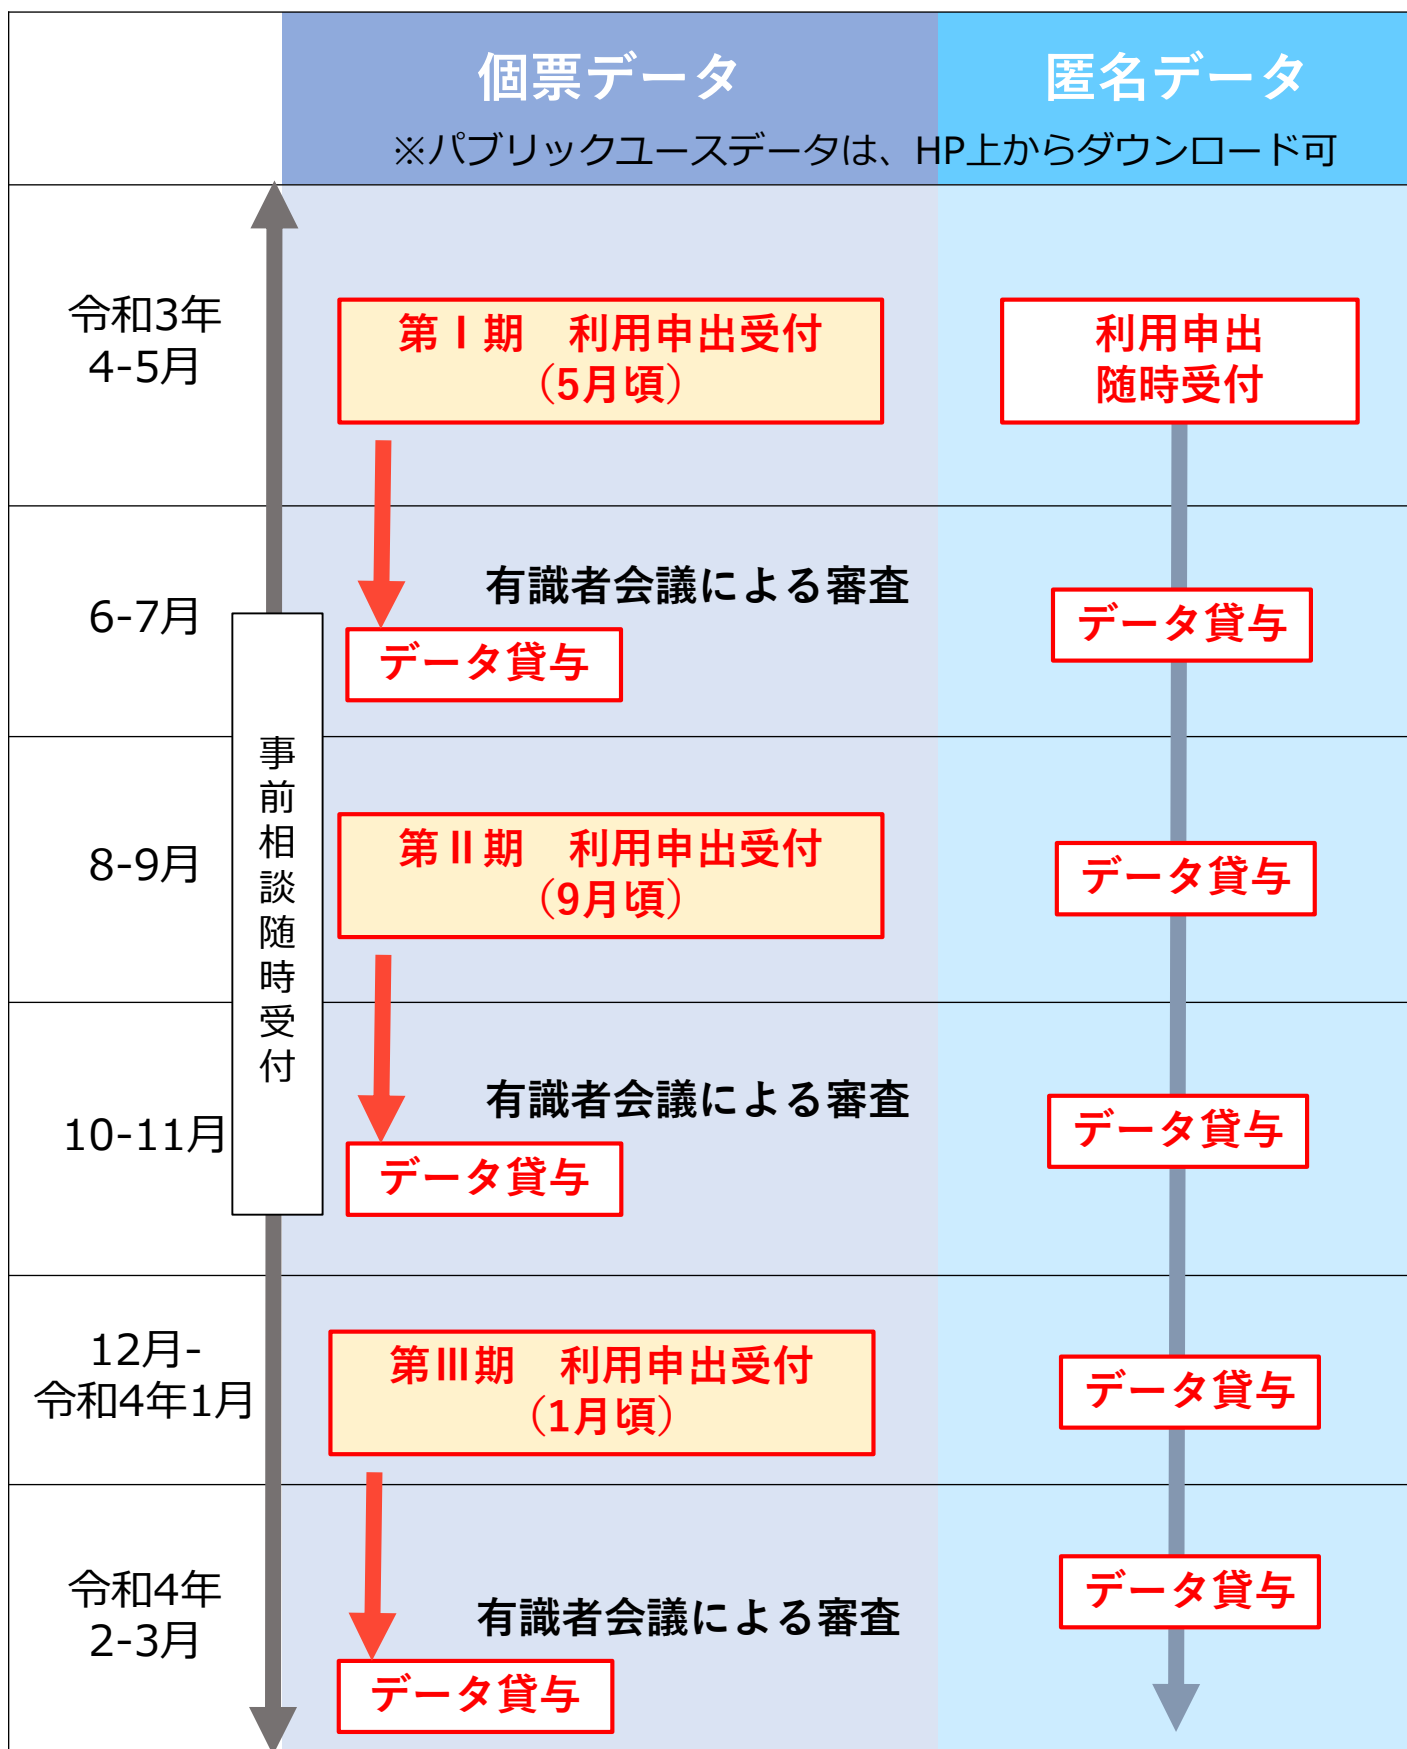 個票データ
匿名データ
※パブリックユースデータは、HP上からダウンロード可
令和3年
4-5月
第Ⅰ期　利用申出受付
（5月頃）
利用申出
随時受付
6-7月
有識者会議による審査
データ貸与
データ貸与
事前相談随時受付
8-9月
第Ⅱ期　利用申出受付
（9月頃）
データ貸与
10-11月
有識者会議による審査
データ貸与
データ貸与
12月-
令和4年1月
第Ⅲ期　利用申出受付
（1月頃）
データ貸与
令和4年
2-3月
有識者会議による審査
データ貸与
データ貸与